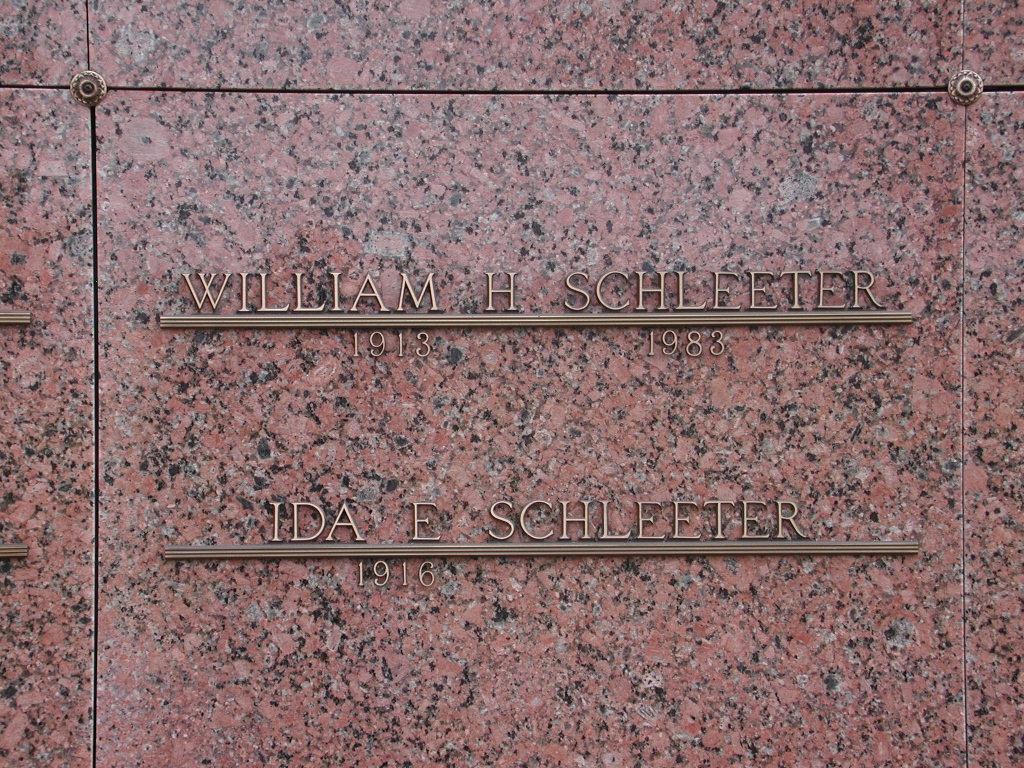 WILLIAM H SCHLEETER
1913 1983
IDA E SCHLEETER
1916